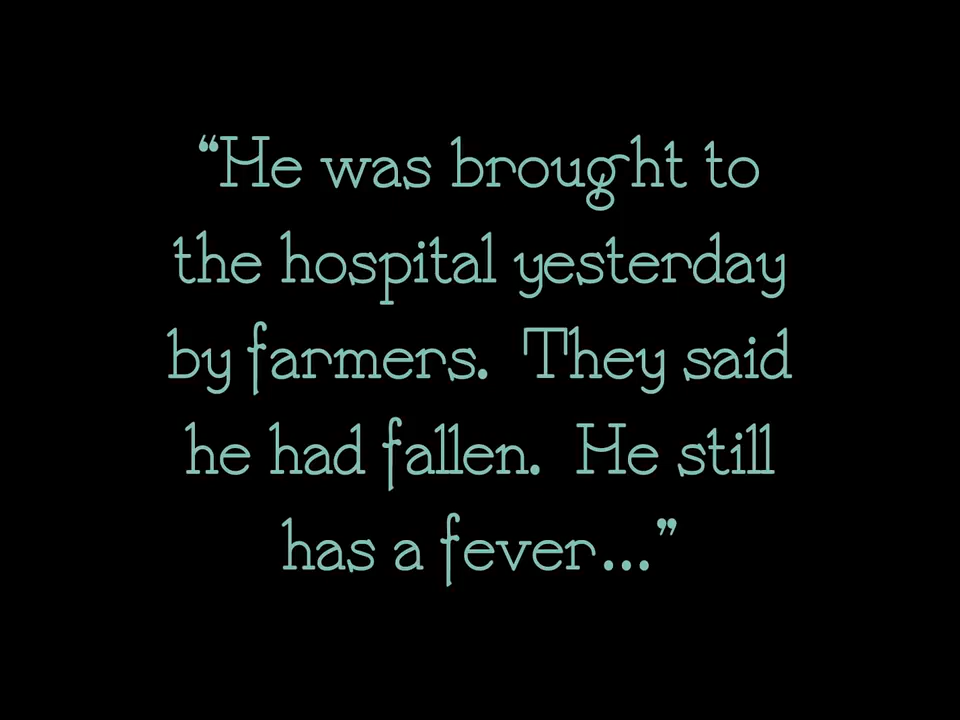 “He was brought to
the hospital yesterday
by farmers.  They said
he had fallen.  He still
has a fever...”